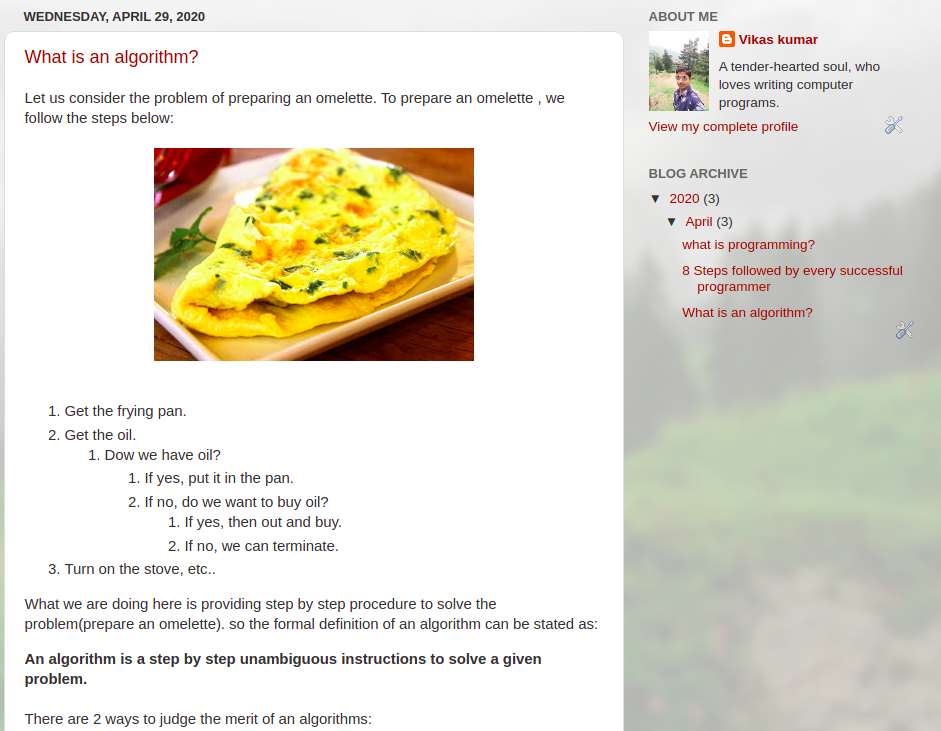 WEDNESDAY, APRIL 29, 2020
What is an algorithm?
Let us consider the problem of preparing an omelette. To prepare an omelette , we
follow the steps below:
1. Get the frying pan.
2. Get the oil.
1. Dow we have oil?
1. If yes, put it in the pan.
2. If no, do we want to buy oil?
1. If yes, then out and buy.
2. If no, we can terminate.
3. Turn on the stove, etc..
What we are doing here is providing step by step procedure to solve the
problem(prepare an omelette). so the formal definition of an algorithm can be stated as:
An algorithm is a step by step unambiguous instructions to solve a given
problem.
There are 2 ways to judge the merit of an algorithms:
ABOUT ME
Vikas kumar
A tender-hearted soul, who
loves writing computer
programs.
View my complete profile
BLOG ARCHIVE
▼ 2020 (3)
▼ April (3)
what is programming?
8 Steps followed by every successful
programmer
What is an algorithm?